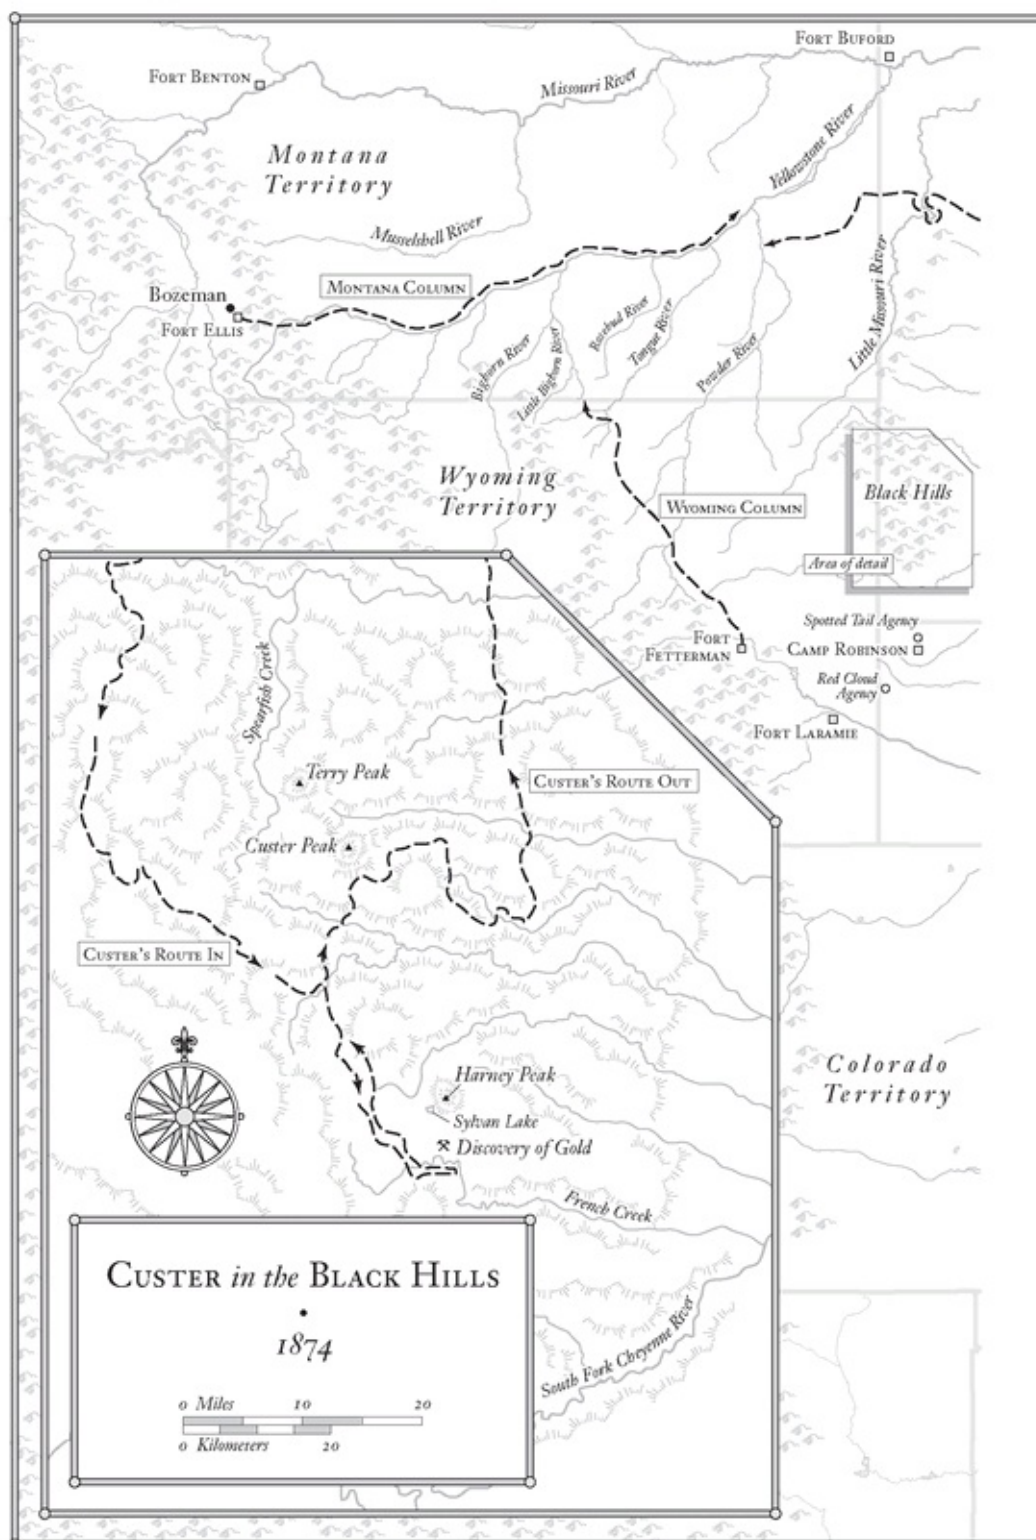 FORT BUFORD
FORT BENTON
Missouri River
Montana
Territory
Yellowstone River
Musselshell River
MONTANA COLUMN
Bozeman
FORT ELLIS
Little Missouri River
Bighorn River
Little Bighorn River
Rosebud River
Tongue River
Powder River
Wyoming
Territory
WYOMING COLUMN
Black Hills
Area of detail
Spotted Tail Agency
CAMP ROBINSON
Red Cloud
Agency
FORT
FETTERMAN
FORT LARAMIE
Spearfish Creek
Terry Peak
CUSTER'S ROUTE OUT
Custer Peak
CUSTER'S ROUTE IN
Harney Peak
Sylvan Lake
Discovery of Gold
French Creek
Colorado
Territory
South Fork Cheyenne River
CUSTER in the BLACK HILLS
1874
0 Miles 10 20
0 Kilometers 20